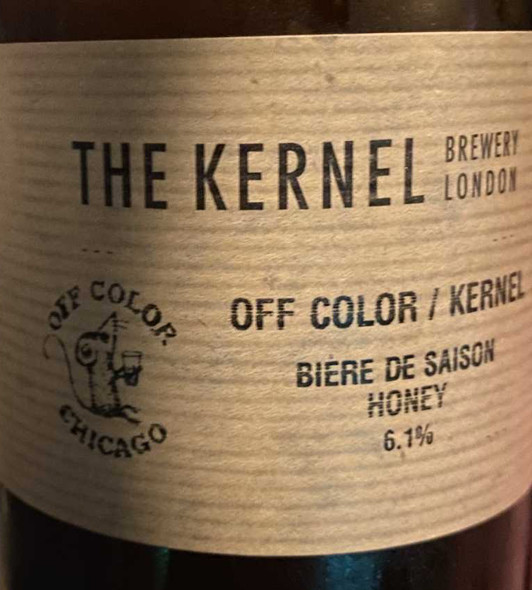 THE KERNEL BREWERY
LONDON
OFF COLOR
CHICAGO
OFF COLOR / KERNEL
BIÈRE DE SAISON
HONEY
6.1%